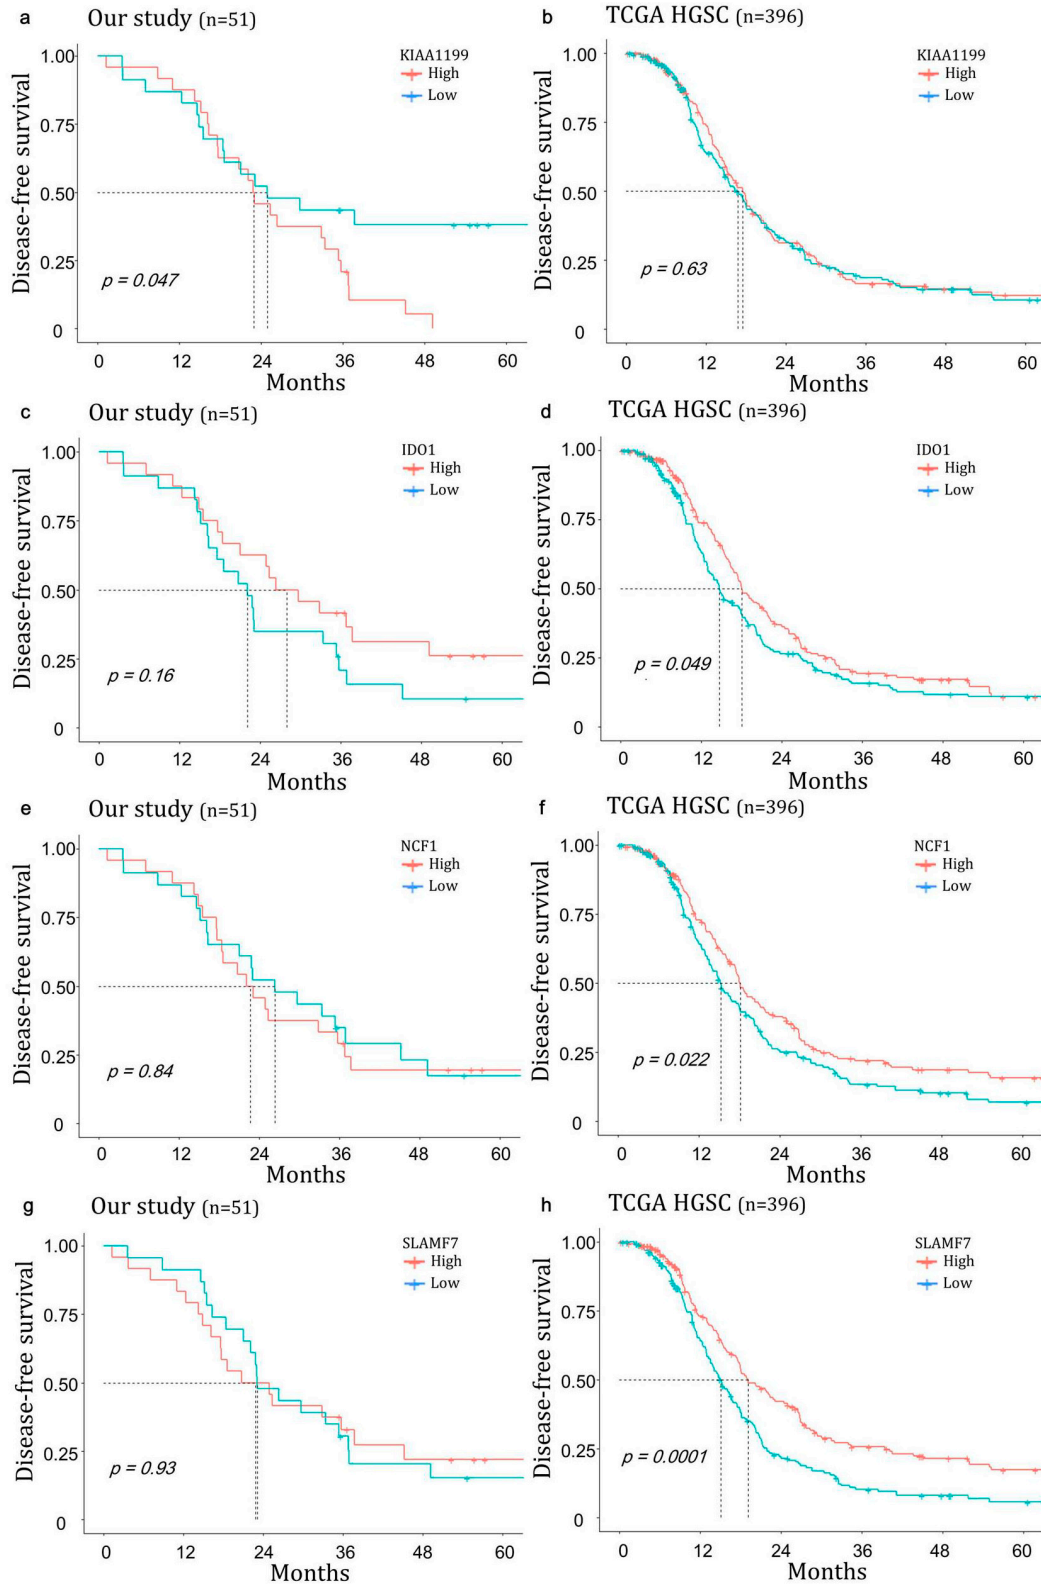 a Our study (n=51)
KIAA1199
High
Low
Disease-free survival
1.00
0.75
0.50
0.25
0
p = 0.047
0 12 24 36 48 60
Months
b TCGA HGSC (n=396)
KIAA1199
High
Low
Disease-free survival
1.00
0.75
0.50
0.25
0
p = 0.63
0 12 24 36 48 60
Months
c Our study (n=51)
IDO1
High
Low
Disease-free survival
1.00
0.75
0.50
0.25
0
p = 0.16
0 12 24 36 48 60
Months
d TCGA HGSC (n=396)
IDO1
High
Low
Disease-free survival
1.00
0.75
0.50
0.25
0
p = 0.049
0 12 24 36 48 60
Months
e Our study (n=51)
NCF1
High
Low
Disease-free survival
1.00
0.75
0.50
0.25
0
p = 0.84
0 12 24 36 48 60
Months
f TCGA HGSC (n=396)
NCF1
High
Low
Disease-free survival
1.00
0.75
0.50
0.25
0
p = 0.022
0 12 24 36 48 60
Months
g Our study (n=51)
SLAMF7
High
Low
Disease-free survival
1.00
0.75
0.50
0.25
0
p = 0.93
0 12 24 36 48 60
Months
h TCGA HGSC (n=396)
SLAMF7
High
Low
Disease-free survival
1.00
0.75
0.50
0.25
0
p = 0.0001
0 12 24 36 48 60
Months